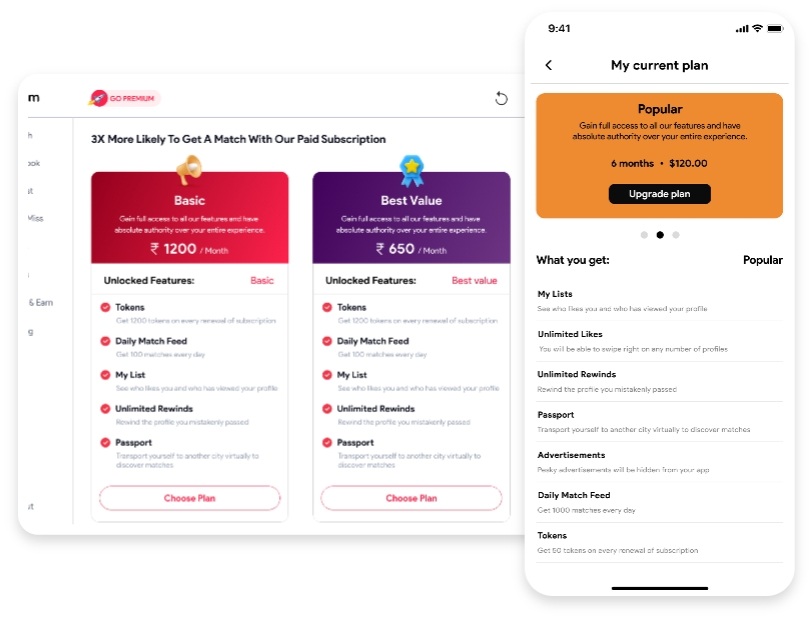 m
GO PREMIUM
h
ook
st
Miss
s
& Earn
g
ut
3X More Likely To Get A Match With Our Paid Subscription
Basic
Gain full access to all our features and have
absolute authority over your entire experience.
₹ 1200 / Month
Unlocked Features: Basic
Tokens
Get 1200 tokens on every renewal of subscription
Daily Match Feed
Get 100 matches every day
My List
See who likes you and who has viewed your profile
Unlimited Rewinds
Rewind the profile you mistakenly passed
Passport
Transport yourself to another city virtually to
discover matches
Choose Plan
Best Value
Gain full access to all our features and have
absolute authority over your entire experience.
₹ 650 / Month
Unlocked Features: Best value
Tokens
Get 1200 tokens on every renewal of subscription
Daily Match Feed
Get 100 matches every day
My List
See who likes you and who has viewed your profile
Unlimited Rewinds
Rewind the profile you mistakenly passed
Passport
Transport yourself to another city virtually to
discover matches
Choose Plan
9:41
My current plan
Popular
Gain full access to all our features and have
absolute authority over your entire experience.
6 months • $120.00
Upgrade plan
What you get: Popular
My Lists
See who likes you and who has viewed your profile
Unlimited Likes
You will be able to swipe right on any number of profiles
Unlimited Rewinds
Rewind the profile you mistakenly passed
Passport
Transport yourself to another city virtually to discover matches
Advertisements
Pesky advertisements will be hidden from your app
Daily Match Feed
Get 1000 matches every day
Tokens
Get 50 tokens on every renewal of subscription